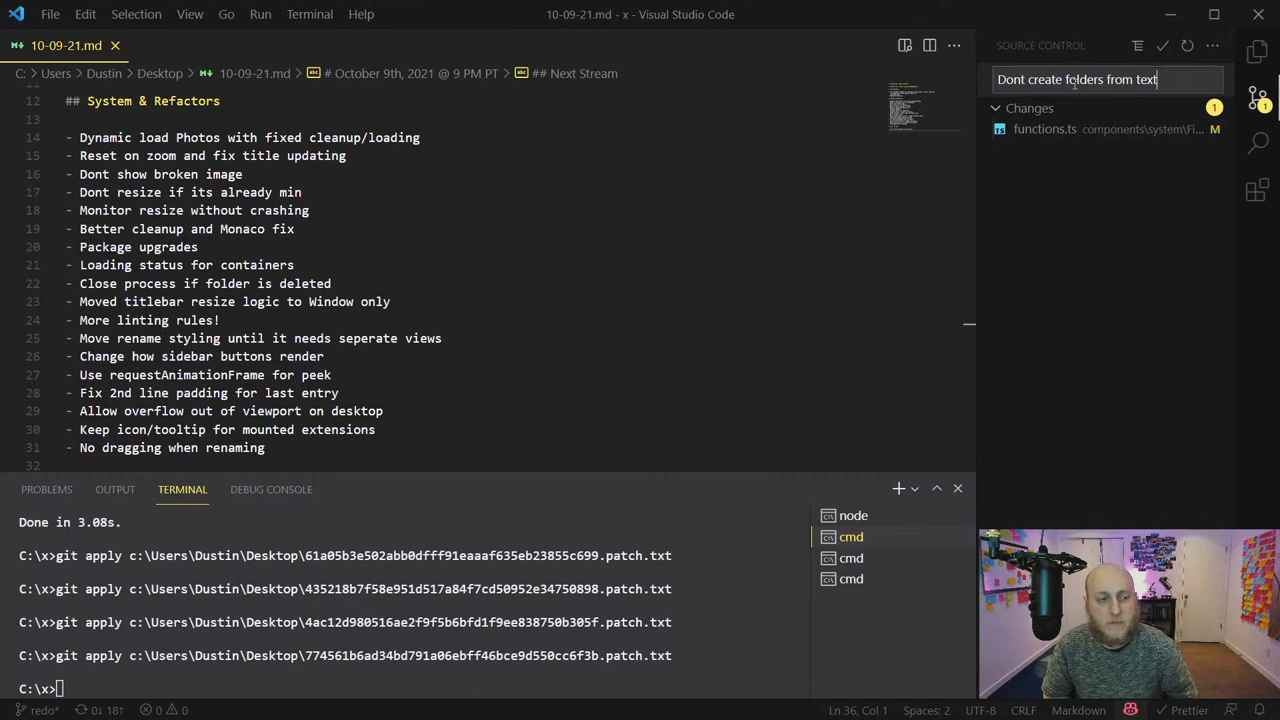 File Edit Selection View Go Run Terminal Help 10-09-21.md - x - Visual Studio Code
10-09-21.md
C: > Users > Dustin > Desktop > 10-09-21.md > # October 9th, 2021 @ 9 PM PT > ## Next Stream
11
12 ## System & Refactors
13
14 - Dynamic load Photos with fixed cleanup/loading
15 - Reset on zoom and fix title updating
16 - Dont show broken image
17 - Dont resize if its already min
18 - Monitor resize without crashing
19 - Better cleanup and Monaco fix
20 - Package upgrades
21 - Loading status for containers
22 - Close process if folder is deleted
23 - Moved titlebar resize logic to Window only
24 - More linting rules!
25 - Move rename styling until it needs seperate views
26 - Change how sidebar buttons render
27 - Use requestAnimationFrame for peek
28 - Fix 2nd line padding for last entry
29 - Allow overflow out of viewport on desktop
30 - Keep icon/tooltip for mounted extensions
31 - No dragging when renaming
32
SOURCE CONTROL
Dont create folders from text
Changes 1
functions.ts components\system\Fi... M
1
PROBLEMS OUTPUT TERMINAL DEBUG CONSOLE
Done in 3.08s.
C:\x>git apply c:\Users\Dustin\Desktop\61a05b3e502abb0dfff91eaaaf635eb23855c699.patch.txt
C:\x>git apply c:\Users\Dustin\Desktop\435218b7f58e951d517a84f7cd50952e34750898.patch.txt
C:\x>git apply c:\Users\Dustin\Desktop\4ac12d980516ae2f9f5b6bfd1f9ee838750b305f.patch.txt
C:\x>git apply c:\Users\Dustin\Desktop\774561b6ad34bd791a06ebff46bce9d550cc6f3b.patch.txt
C:\x>
node
cmd
cmd
cmd
redo* 0↓ 18↑ 0 0 Ln 36, Col 1 Spaces: 2 UTF-8 CRLF Markdown Prettier